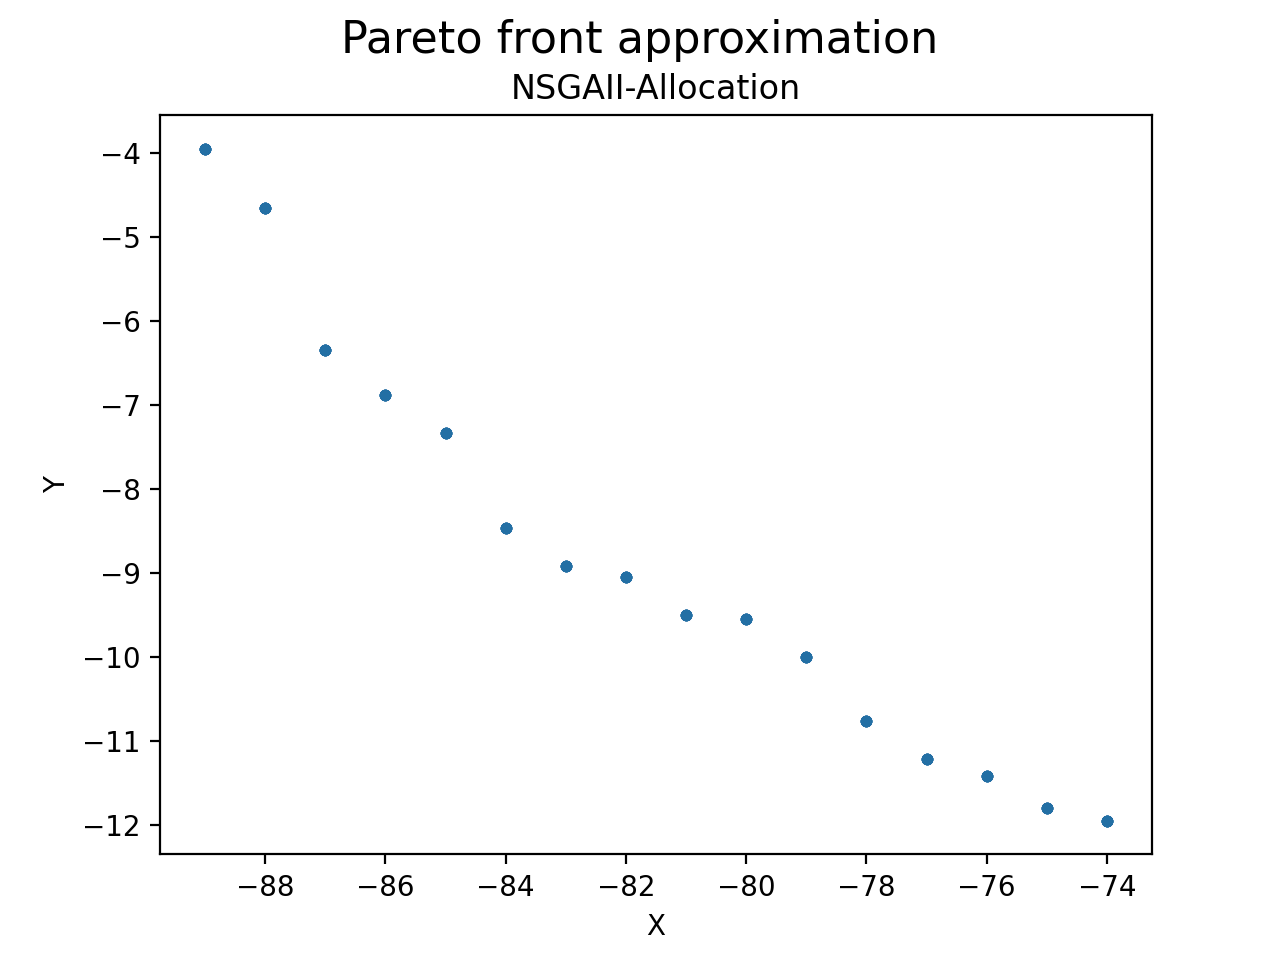 Pareto front approximation
NSGAII-Allocation
−4
−5
−6
−7
−8
−9
−10
−11
−12
Y
−88 −86 −84 −82 −80 −78 −76 −74
X